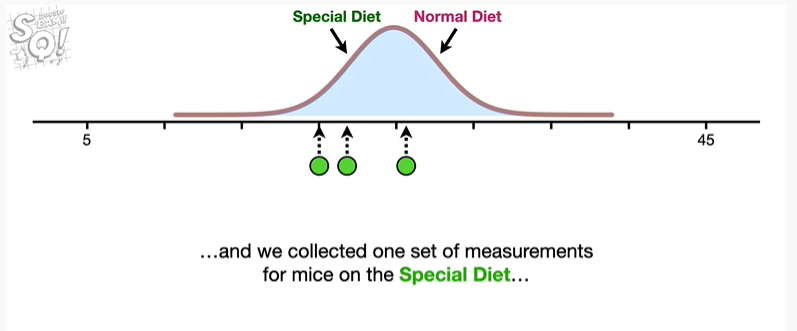 StatQuest!!!
Special Diet
Normal Diet
5
45
...and we collected one set of measurements
for mice on the Special Diet...